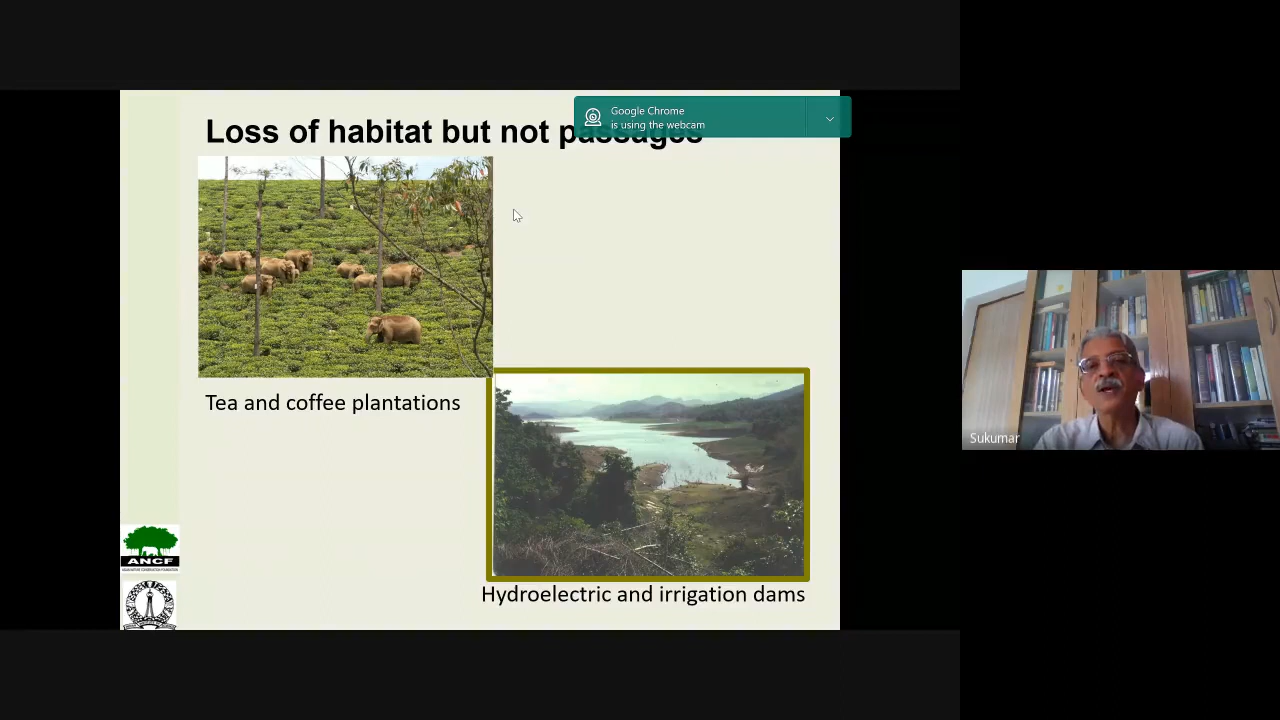 Google Chrome
is using the webcam
Loss of habitat but not passages
Tea and coffee plantations
Sukumar
ANCF
Hydroelectric and irrigation dams